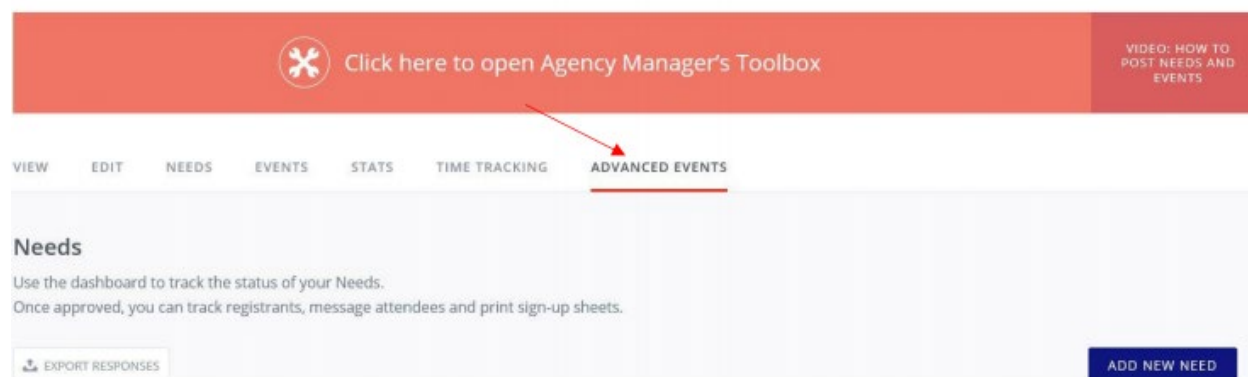 Click here to open Agency Manager's Toolbox
VIDEO: HOW TO
POST NEEDS AND
EVENTS
VIEW EDIT NEEDS EVENTS STATS TIME TRACKING ADVANCED EVENTS
Needs
Use the dashboard to track the status of your Needs.
Once approved, you can track registrants, message attendees and print sign-up sheets.
EXPORT RESPONSES ADD NEW NEED